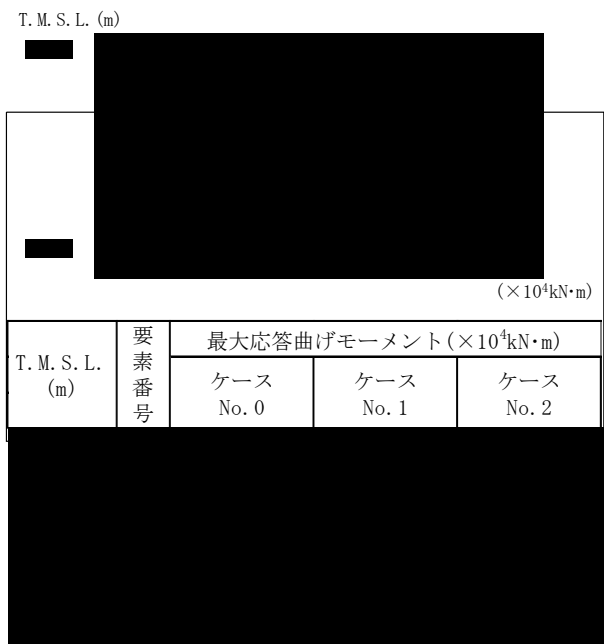 T.M.S.L.(m)
(×10⁴kN・m)
T.M.S.L.
(m)
要素番号
最大応答曲げモーメント(×10⁴kN・m)
ケース
No.0
ケース
No.1
ケース
No.2